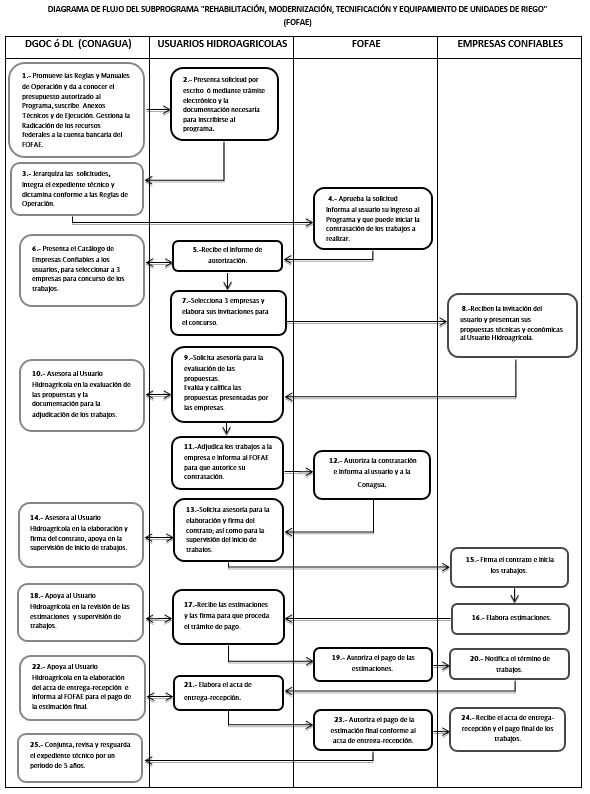 DIAGRAMA DE FLUJO DEL SUBPROGRAMA "REHABILITACIÓN, MODERNIZACIÓN, TECNIFICACIÓN Y EQUIPAMIENTO DE UNIDADES DE RIEGO"
(FOFAE)
DGOC ó DL (CONAGUA)
USUARIOS HIDROAGRICOLAS
FOFAE
EMPRESAS CONFIABLES
1.- Promueve las Reglas y Manuales
de Operación y da a conocer el
presupuesto autorizado al
Programa, suscribe Anexos
Técnicos y de Ejecución. Gestiona la
Radicación de los recursos
federales a la cuenta bancaria del
FOFAE.
2.- Presenta solicitud por
escrito ó mediante trámite
electrónico y la
documentación necesaria
para inscribirse al
programa.
3.- Jerarquiza las solicitudes,
integra el expediente técnico y
dictamina conforme a las Reglas de
Operación.
4.- Aprueba la solicitud
Informa al usuario su ingreso al
Programa y que puede iniciar la
contratación de los trabajos a
realizar.
5.-Recibe el informe de
autorización.
6.- Presenta el Catálogo de
Empresas Confiables a los
usuarios, para seleccionar a 3
empresas para concurso de los
trabajos.
7.-Selecciona 3 empresas y
elabora sus invitaciones para
el concurso.
8.-Reciben la invitación del
usuario y presentan sus
propuestas técnicas y económicas
al Usuario Hidroagrícola.
9.-Solicita asesoría para la
evaluación de las
propuestas.
Evalúa y califica las
propuestas presentadas por
las empresas.
10.- Asesora al Usuario
Hidroagrícola en la evaluación de
las propuestas y la
documentación para la
adjudicación de los trabajos.
11.-Adjudica los trabajos a la
empresa e informa al FOFAE
para que autorice su
contratación.
12.- Autoriza la contratación
e informa al usuario y a la
Conagua.
13.-Solicita asesoría para la
elaboración y firma del
contrato; así como para la
supervisión del inicio de
trabajos.
14.- Asesora al Usuario
Hidroagrícola en la elaboración y
firma del contrato, apoya en la
supervisión de inicio de trabajos.
15.- Firma el contrato e inicia
los trabajos.
16.- Elabora estimaciones.
17.-Recibe las estimaciones
y las firma para que proceda
el trámite de pago.
18.- Apoya al Usuario
Hidroagrícola en la revisión de las
estimaciones y supervisión de
trabajos.
19.- Autoriza el pago de las
estimaciones.
20.- Notifica el término de
trabajos.
21.- Elabora el acta de
entrega-recepción.
22.- Apoya al Usuario
Hidroagrícola en la elaboración
del acta de entrega-recepción e
informa al FOFAE para el pago de
la estimación final.
23.- Autoriza el pago de la
estimación final conforme al
acta de entrega-recepción.
24.- Recibe el acta de entrega-
recepción y el pago final de los
trabajos.
25.- Conjunta, revisa y resguarda
el expediente técnico por un
período de 5 años.